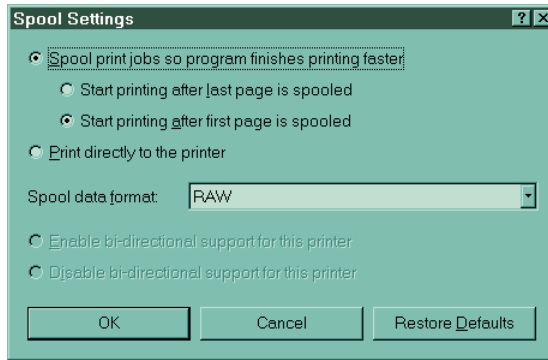 Spool Settings
Spool print jobs so program finishes printing faster
Start printing after last page is spooled
Start printing after first page is spooled
Print directly to the printer
Spool data format: RAW
Enable bi-directional support for this printer
Disable bi-directional support for this printer
OK Cancel Restore Defaults